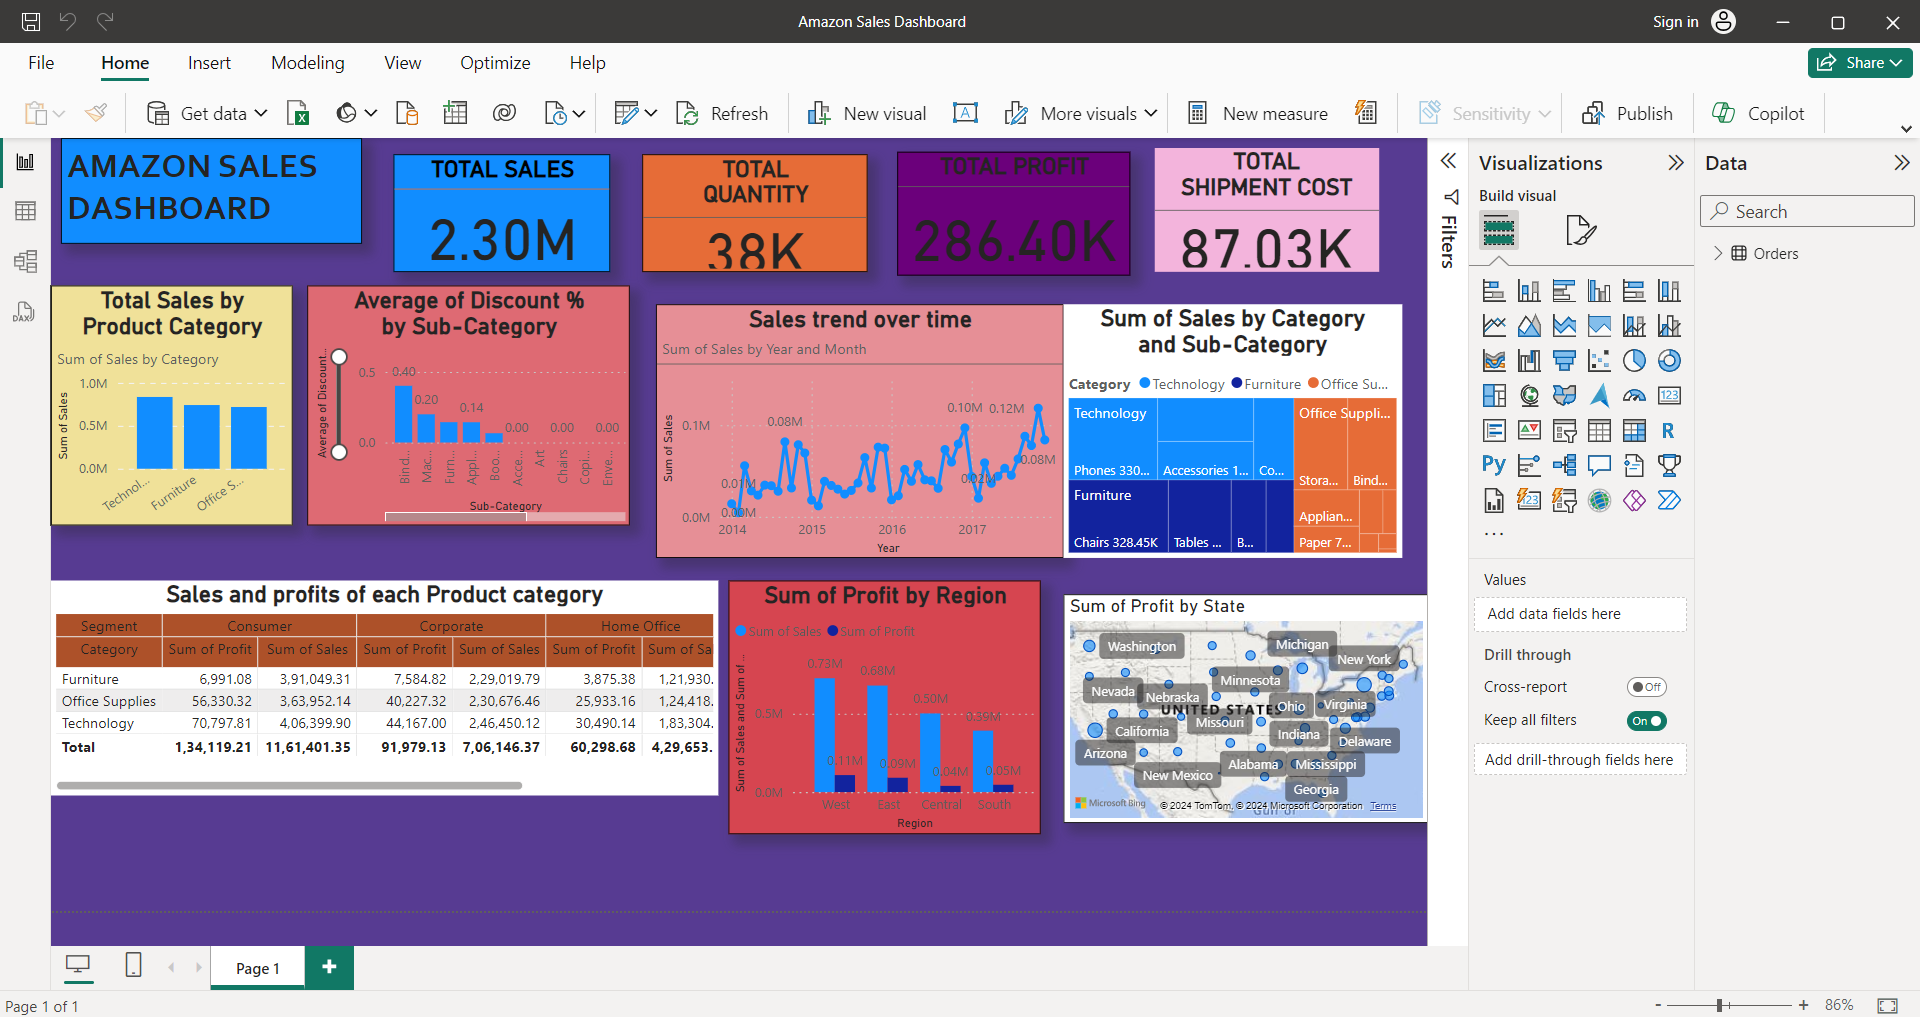 Amazon Sales Dashboard
Sign in
File
Home
Insert
Modeling
View
Optimize
Help
Share
Get data
Refresh
New visual
More visuals
New measure
Sensitivity
Publish
Copilot
AMAZON SALES
DASHBOARD
TOTAL SALES
2.30M
TOTAL
QUANTITY
38K
TOTAL PROFIT
286.40K
TOTAL
SHIPMENT COST
87.03K
Total Sales by
Product Category
Sum of Sales by Category
Sum of Sales
1.0M
0.5M
0.0M
Technol...
Furniture
Office S...
Average of Discount %
by Sub-Category
Average of Discount...
0.5
0.0
0.40
0.20
0.14
0.00
0.00
0.00
Bind...
Mac...
Furn...
Appl...
Boo...
Acce...
Art
Chairs
Copi...
Enve...
Sub-Category
Sales trend over time
Sum of Sales by Year and Month
Sum of Sales
0.1M
0.0M
0.01M
0.00M
0.08M
0.10M
0.12M
0.02M
0.08M
2014
2015
2016
2017
Year
Sum of Sales by Category
and Sub-Category
Category Technology Furniture Office Su...
Technology
Phones 330...
Accessories 1...
Co...
Furniture
Chairs 328.45K
Tables ...
B...
Office Suppli...
Stora...
Bind...
Applian...
Paper 7...
Sales and profits of each Product category
Segment Consumer Corporate Home Office
Category Sum of Profit Sum of Sales Sum of Profit Sum of Sales Sum of Profit Sum of Sa
Furniture 6,991.08 3,91,049.31 7,584.82 2,29,019.79 3,875.38 1,21,930.
Office Supplies 56,330.32 3,63,952.14 40,227.32 2,30,676.46 25,933.16 1,24,418.
Technology 70,797.81 4,06,399.90 44,167.00 2,46,450.12 30,490.14 1,83,304.
Total 1,34,119.21 11,61,401.35 91,979.13 7,06,146.37 60,298.68 4,29,653.
Sum of Profit by Region
Sum of Sales Sum of Profit
Sum of Sales and Sum of ...
0.5M
0.0M
0.73M
0.68M
0.50M
0.39M
0.11M
0.09M
0.04M
0.05M
West
East
Central
South
Region
Sum of Profit by State
Washington
Michigan
New York
Minnesota
Nevada
Nebraska
UNITED STATES
Ohio
Virginia
Missouri
California
Indiana
Delaware
Arizona
Alabama
Mississippi
New Mexico
Georgia
Gulf of
Microsoft Bing
© 2024 TomTom, © 2024 Microsoft Corporation Terms
Filters
Visualizations
Build visual
123
R
Py
123
...
Values
Add data fields here
Drill through
Cross-report
Off
Keep all filters
On
Add drill-through fields here
Data
Search
Orders
DAX
Page 1
Page 1 of 1
- + 86%